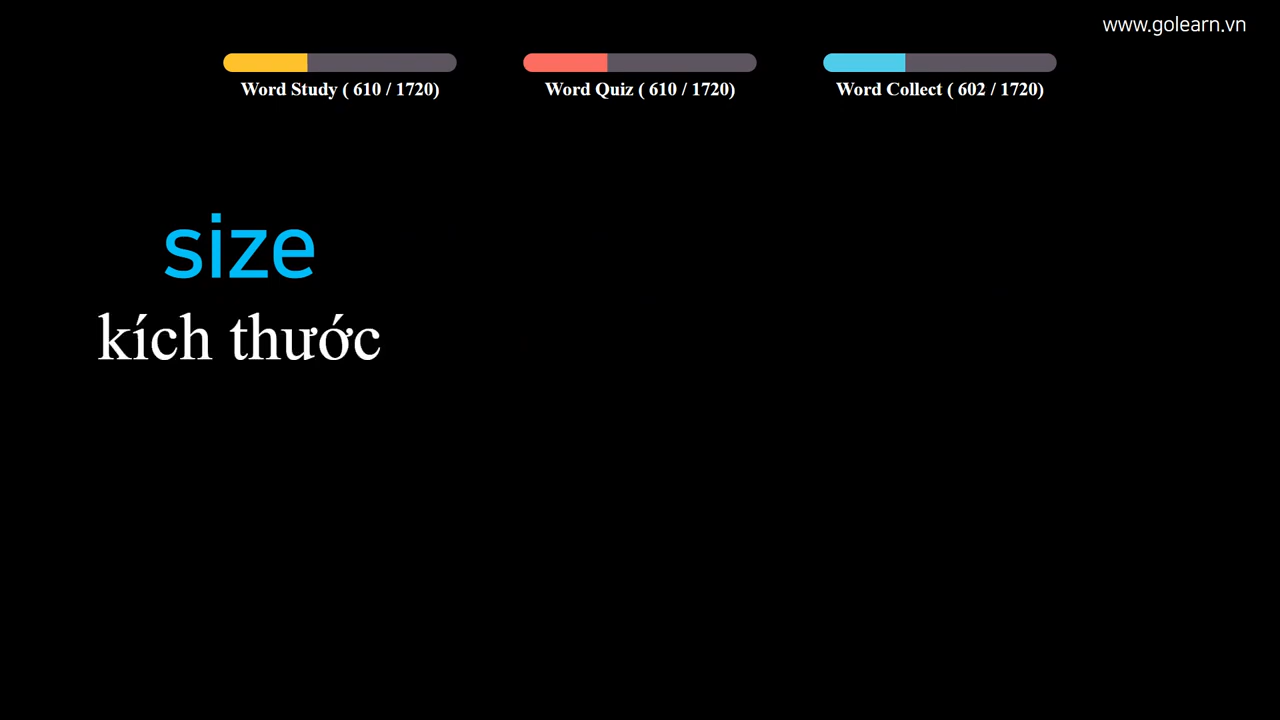 www.golearn.vn
Word Study ( 610 / 1720)
Word Quiz ( 610 / 1720)
Word Collect ( 602 / 1720)
size
kích thước